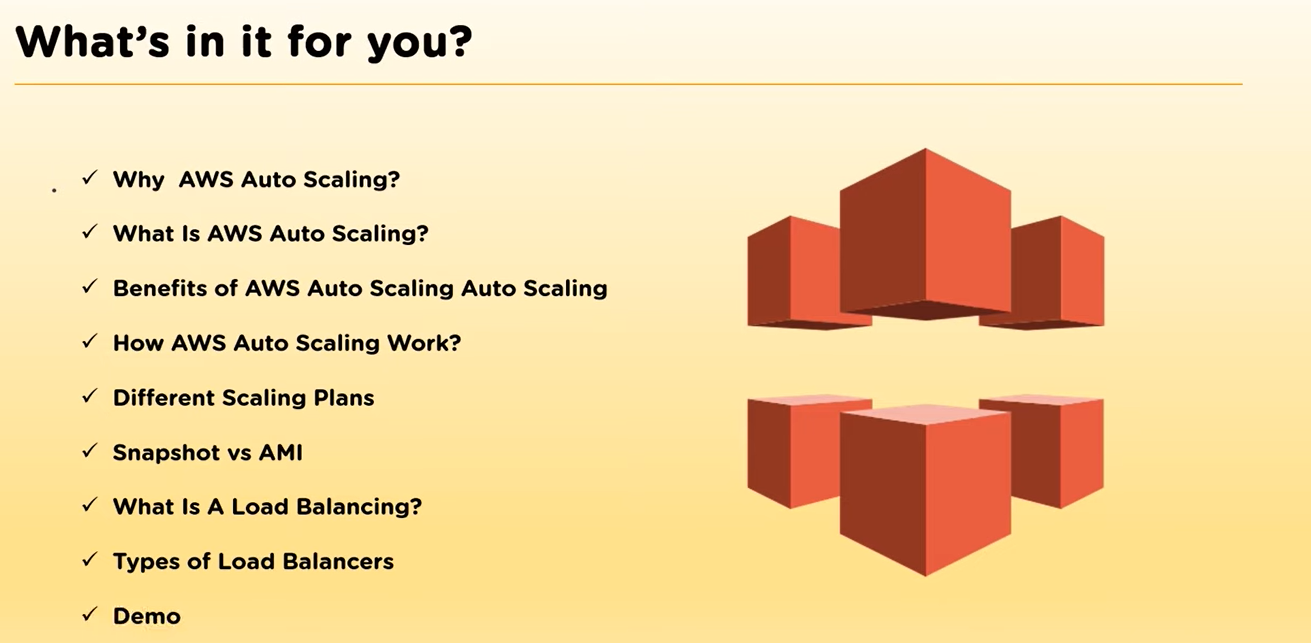 What's in it for you?
✓ Why AWS Auto Scaling?
✓ What Is AWS Auto Scaling?
✓ Benefits of AWS Auto Scaling Auto Scaling
✓ How AWS Auto Scaling Work?
✓ Different Scaling Plans
✓ Snapshot vs AMI
✓ What Is A Load Balancing?
✓ Types of Load Balancers
✓ Demo